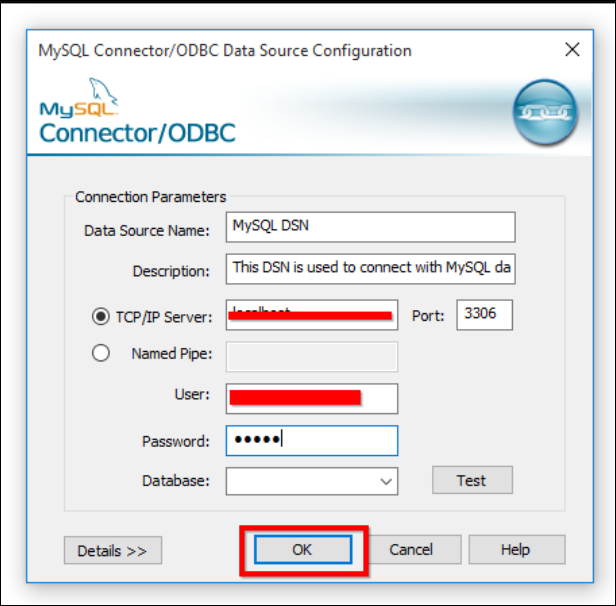 MySQL Connector/ODBC Data Source Configuration
MySQL
Connector/ODBC
Connection Parameters
Data Source Name: MySQL DSN
Description: This DSN is used to connect with MySQL da
TCP/IP Server: Port: 3306
Named Pipe:
User:
Password: •••••
Database: Test
Details >> OK Cancel Help